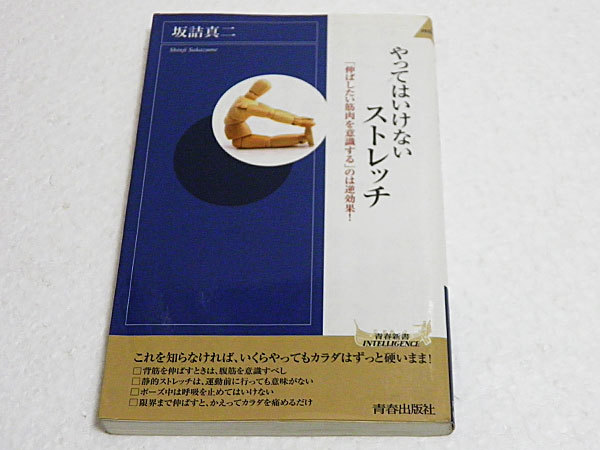 坂詰真二
Shinji Sakazume
やってはいけない
ストレッチ
「伸ばしたい筋肉を意識する」のは逆効果!
青春新書
INTELLIGENCE
これを知らなければ、いくらやってもカラダはずっと硬いまま!
□背筋を伸ばすときは、腹筋を意識すべし
□静的ストレッチは、運動前に行っても意味がない
□ポーズ中は呼吸を止めてはいけない
□限界まで伸ばすと、かえってカラダを痛めるだけ
青春出版社